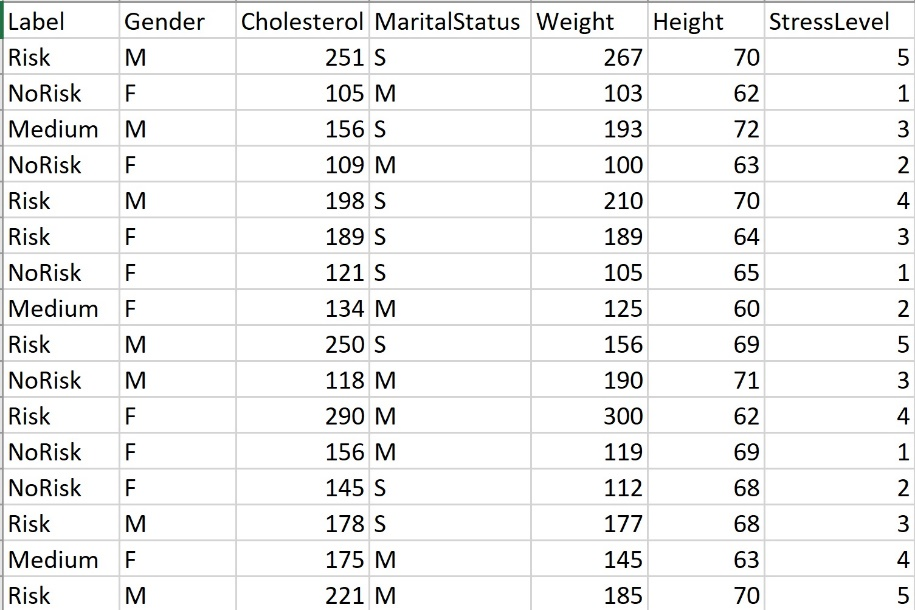 Label Gender Cholesterol MaritalStatus Weight Height StressLevel
Risk M 251 S 267 70 5
NoRisk F 105 M 103 62 1
Medium M 156 S 193 72 3
NoRisk F 109 M 100 63 2
Risk M 198 S 210 70 4
Risk F 189 S 189 64 3
NoRisk F 121 S 105 65 1
Medium F 134 M 125 60 2
Risk M 250 S 156 69 5
NoRisk M 118 M 190 71 3
Risk F 290 M 300 62 4
NoRisk F 156 M 119 69 1
NoRisk F 145 S 112 68 2
Risk M 178 S 177 68 3
Medium F 175 M 145 63 4
Risk M 221 M 185 70 5